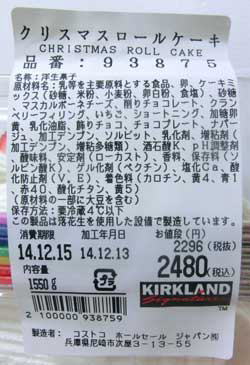 クリスマスロールケーキ
CHRISTMAS ROLL CAKE
品番:93875
名称:洋生菓子
原材料名:乳等を主要原料とする食品、卵、ケーキミ
ックス(砂糖、米粉、小麦粉、卵白粉、食塩)、砂糖、
マスカルポーネチーズ、削りチョコレート、クラン
ベリーフィリング、いちご、ショートニング、加糖卵
黄、乳化油脂、飾りチョコチョコプレート、ナパー
ジュ、ゼラチン、ソルビット、乳化剤、増粘剤(
加工デンプン、増粘多糖類)、酒石酸K、pH調整剤
、酸味料、安定剤(ローカスト)、香料、保存料(ソ
ルビン酸K)、ゲル化剤(ペクチン)、塩化Ca、酸
化防止剤(V.E)、着色料(カロチン、黄4、青1
、赤40、酸化チタン、黄5)
(原材料の一部に大豆を含む)
保存方法:要冷蔵4℃以下
この製品は落花生を使用した設備で製造しています。
消費期限 加工年月日 お値段(円)
14.12.15 14.12.13 2296(税抜)
内容量 2480(税込)
1550g
KIRKLAND
Signature
2100000938759
製造者: コストコ ホールセール ジャパン㈱
兵庫県尼崎市次屋3-13-55